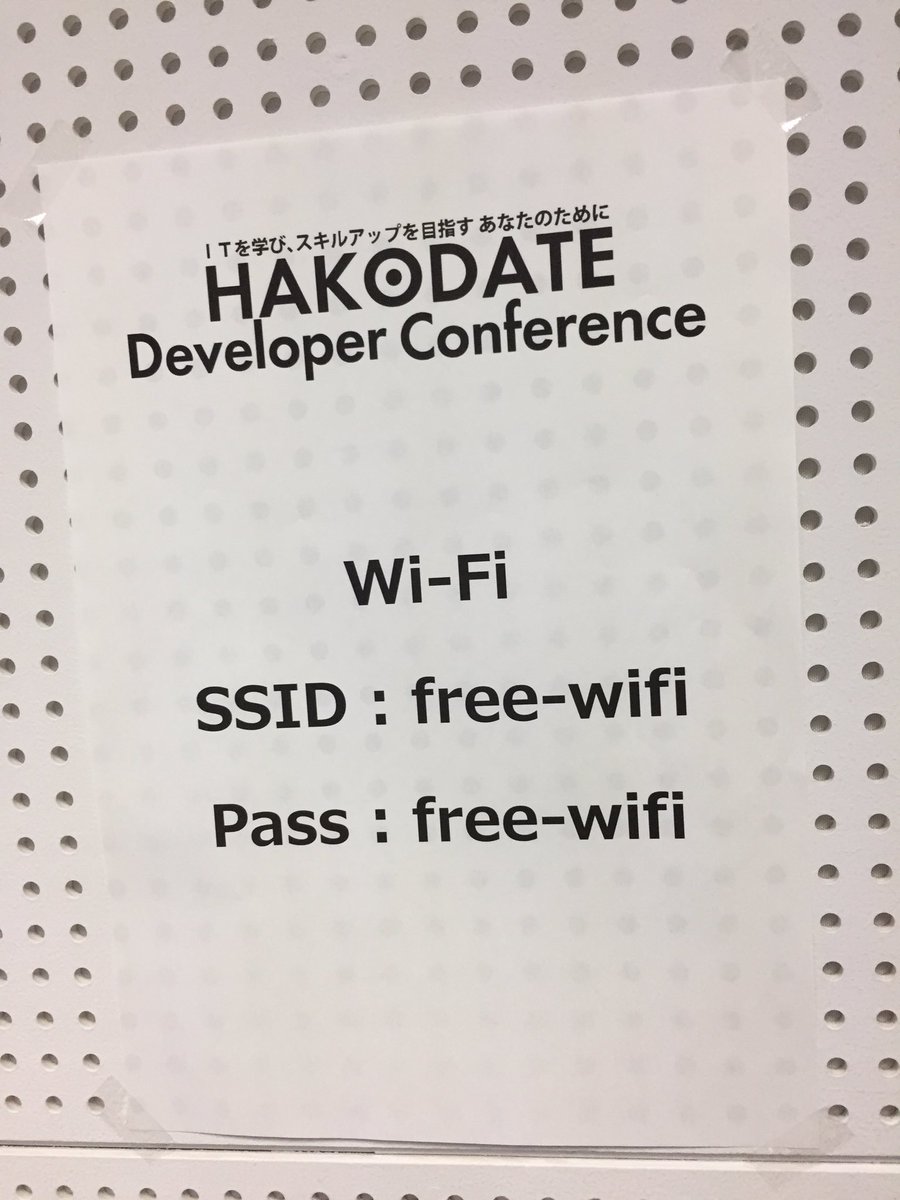 ITを学び、スキルアップを目指す あなたのために
HAKODATE
Developer Conference
Wi-Fi
SSID : free-wifi
Pass : free-wifi